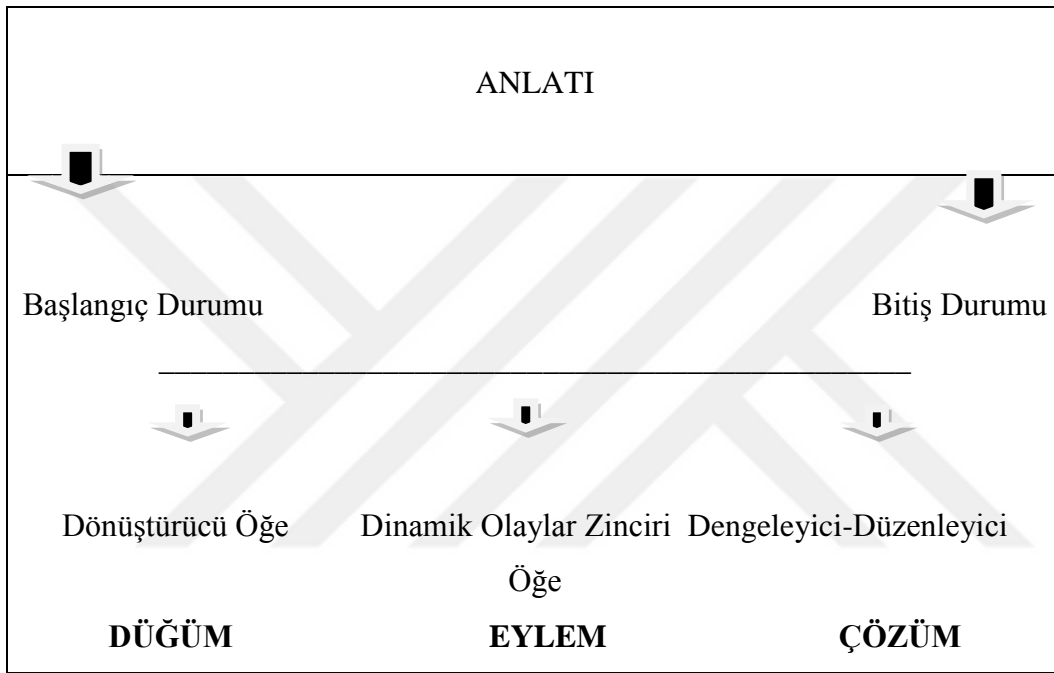 ANLATI
Başlangıç Durumu Bitiş Durumu
Dönüştürücü Öğe Dinamik Olaylar Zinciri Dengeleyici-Düzenleyici
Öğe
DÜĞÜM EYLEM ÇÖZÜM